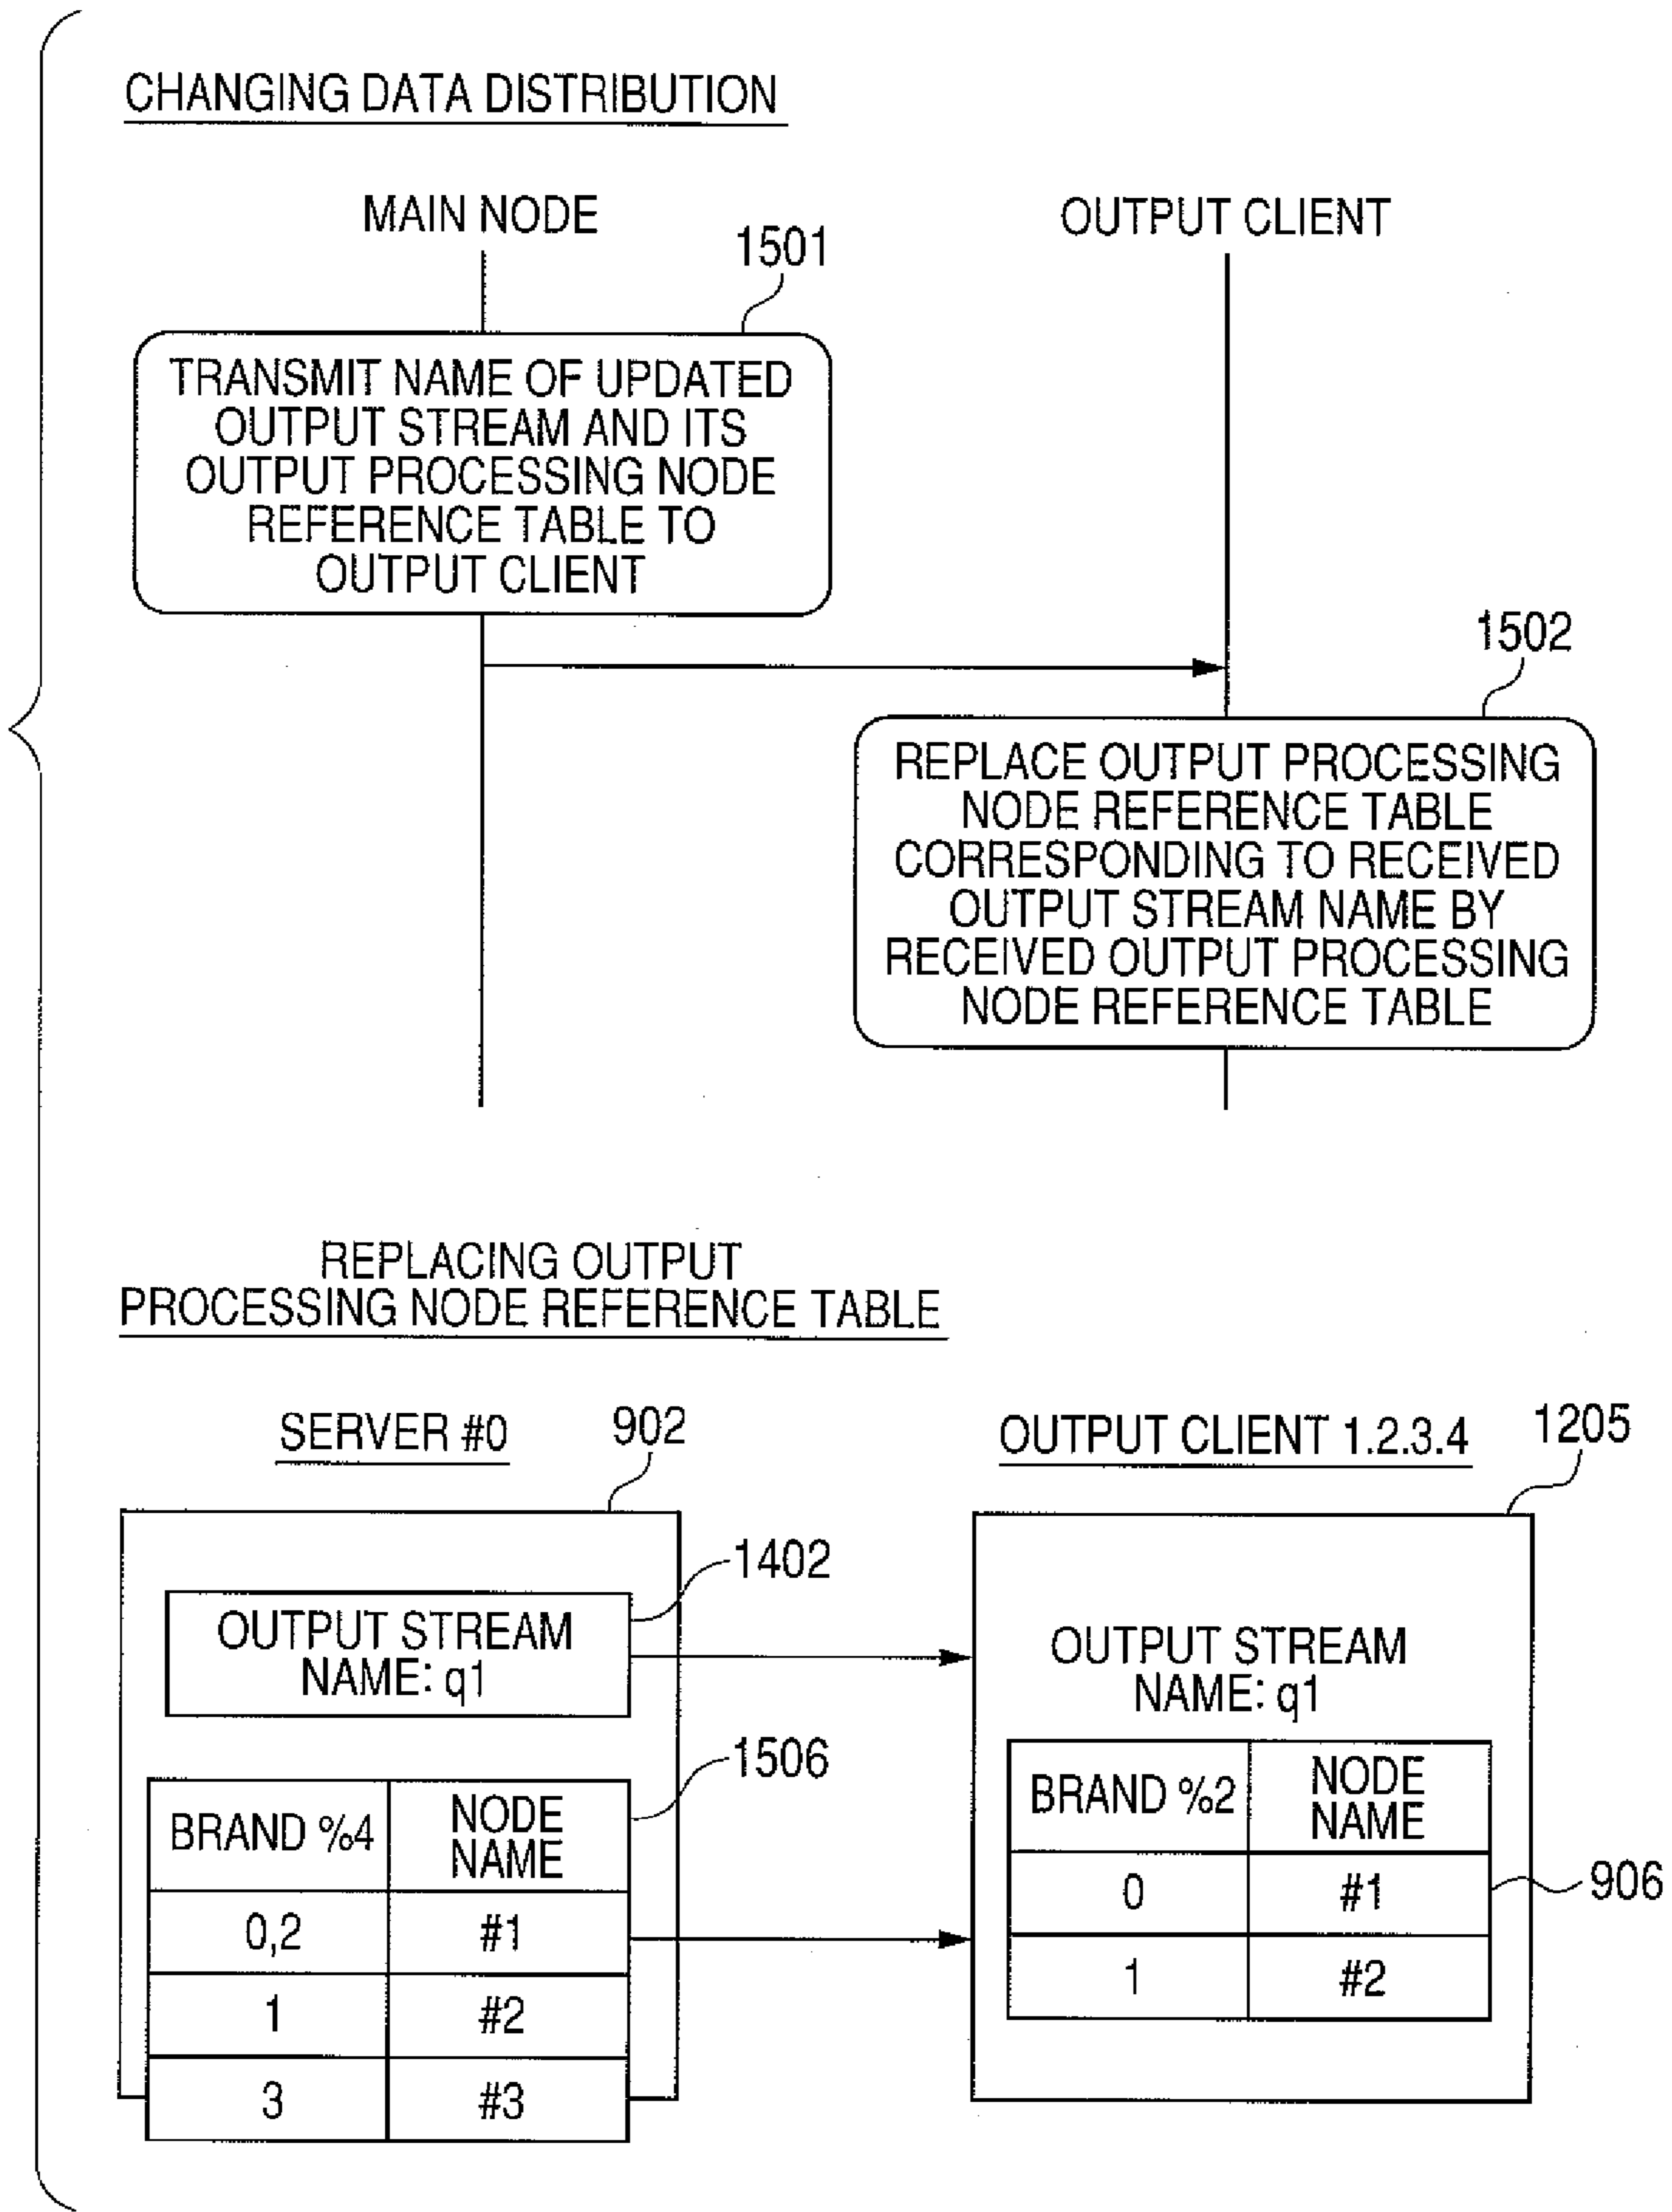 CHANGING DATA DISTRIBUTION
MAIN NODE
OUTPUT CLIENT
1501
TRANSMIT NAME OF UPDATED
OUTPUT STREAM AND ITS
OUTPUT PROCESSING NODE
REFERENCE TABLE TO
OUTPUT CLIENT
1502
REPLACE OUTPUT PROCESSING
NODE REFERENCE TABLE
CORRESPONDING TO RECEIVED
OUTPUT STREAM NAME BY
RECEIVED OUTPUT PROCESSING
NODE REFERENCE TABLE
REPLACING OUTPUT
PROCESSING NODE REFERENCE TABLE
SERVER #0
902
1402
OUTPUT STREAM
NAME: q1
1506
BRAND %4
NODE
NAME
0,2
#1
1
#2
3
#3
OUTPUT CLIENT 1.2.3.4
1205
OUTPUT STREAM
NAME: q1
BRAND %2
NODE
NAME
0
#1
906
1
#2